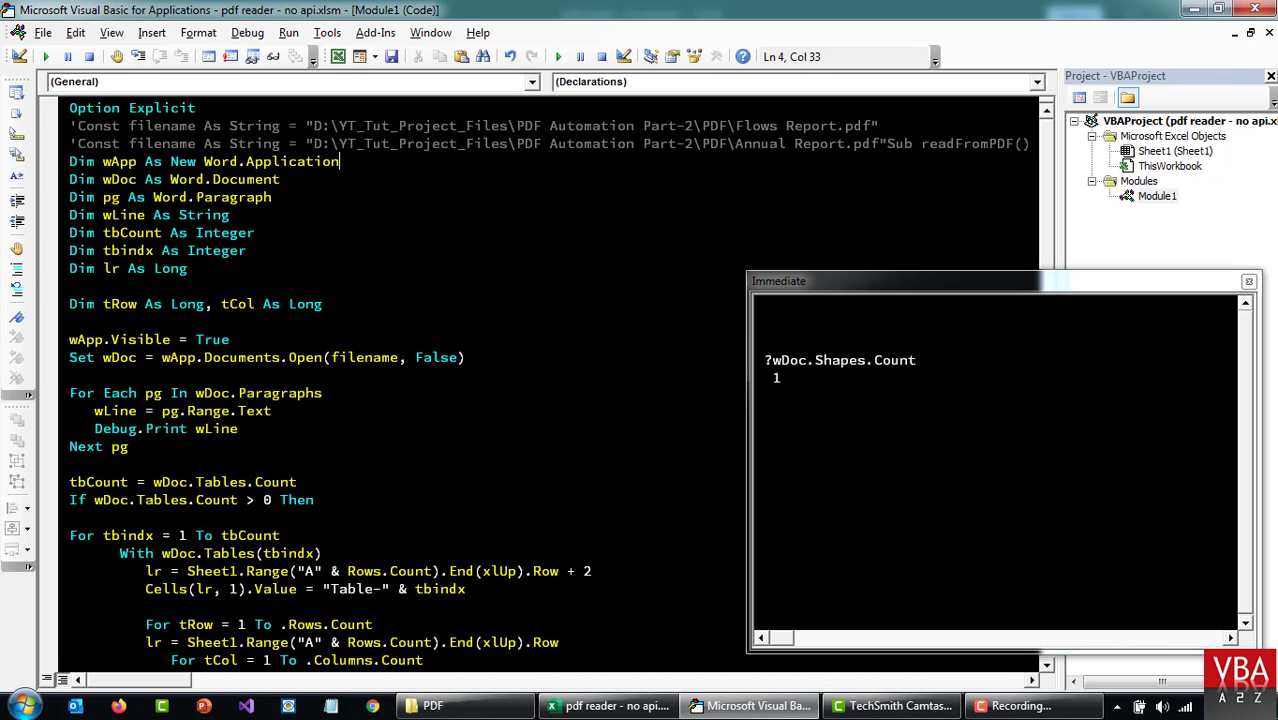 Microsoft Visual Basic for Applications - pdf reader - no api.xlsm - [Module1 (Code)]
File Edit View Insert Format Debug Run Tools Add-Ins Window Help
Ln 4, Col 33
(General) (Declarations)
Option Explicit
'Const filename As String = "D:\YT_Tut_Project_Files\PDF Automation Part-2\PDF\Flows Report.pdf"
'Const filename As String = "D:\YT_Tut_Project_Files\PDF Automation Part-2\PDF\Annual Report.pdf"Sub readFromPDF()
Dim wApp As New Word.Application
Dim wDoc As Word.Document
Dim pg As Word.Paragraph
Dim wLine As String
Dim tbCount As Integer
Dim tbindx As Integer
Dim lr As Long
Dim tRow As Long, tCol As Long
wApp.Visible = True
Set wDoc = wApp.Documents.Open(filename, False)
For Each pg In wDoc.Paragraphs
wLine = pg.Range.Text
Debug.Print wLine
Next pg
tbCount = wDoc.Tables.Count
If wDoc.Tables.Count > 0 Then
For tbindx = 1 To tbCount
With wDoc.Tables(tbindx)
lr = Sheet1.Range("A" & Rows.Count).End(xlUp).Row + 2
Cells(lr, 1).Value = "Table-" & tbindx
For tRow = 1 To .Rows.Count
lr = Sheet1.Range("A" & Rows.Count).End(xlUp).Row
For tCol = 1 To .Columns.Count
Project - VBAProject
VBAProject (pdf reader - no api.xlsm)
Microsoft Excel Objects
Sheet1 (Sheet1)
ThisWorkbook
Modules
Module1
Immediate
?wDoc.Shapes.Count
1
PDF
pdf reader - no api....
Microsoft Visual Ba...
TechSmith Camtas...
Recording...
VBA
A 2 Z